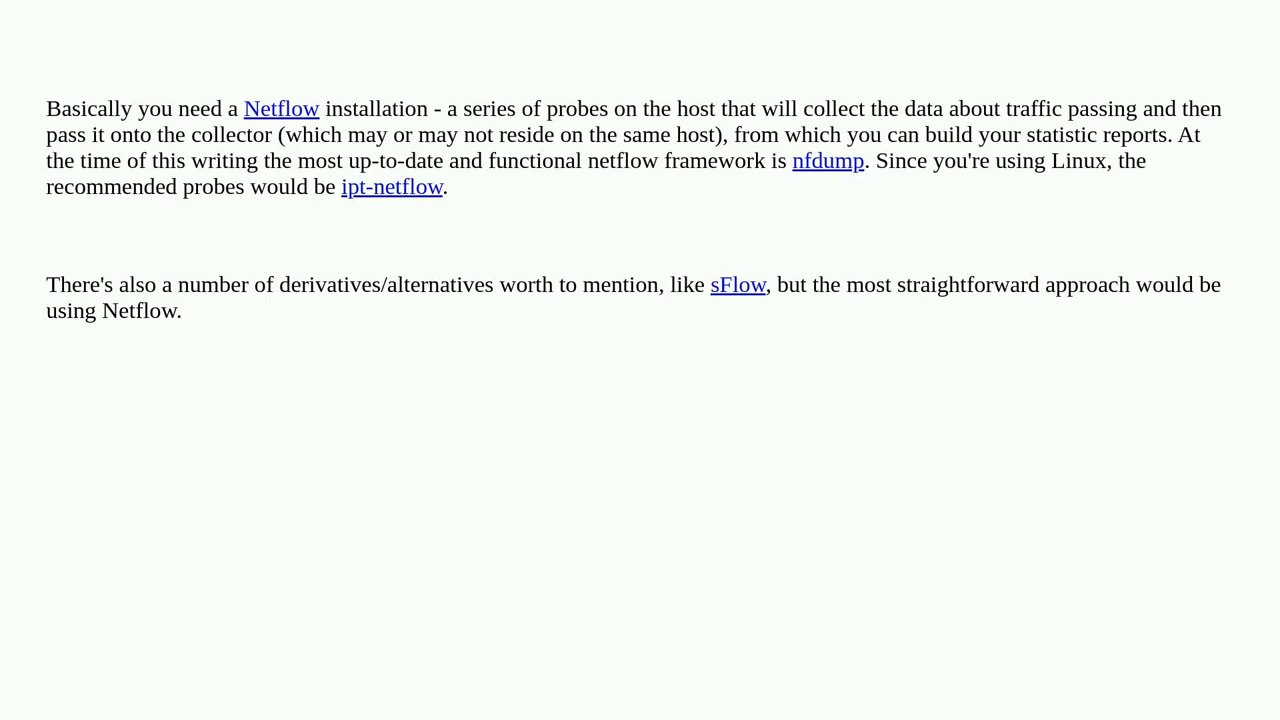 Basically you need a Netflow installation - a series of probes on the host that will collect the data about traffic passing and then
pass it onto the collector (which may or may not reside on the same host), from which you can build your statistic reports. At
the time of this writing the most up-to-date and functional netflow framework is nfdump. Since you're using Linux, the
recommended probes would be ipt-netflow.
There's also a number of derivatives/alternatives worth to mention, like sFlow, but the most straightforward approach would be
using Netflow.